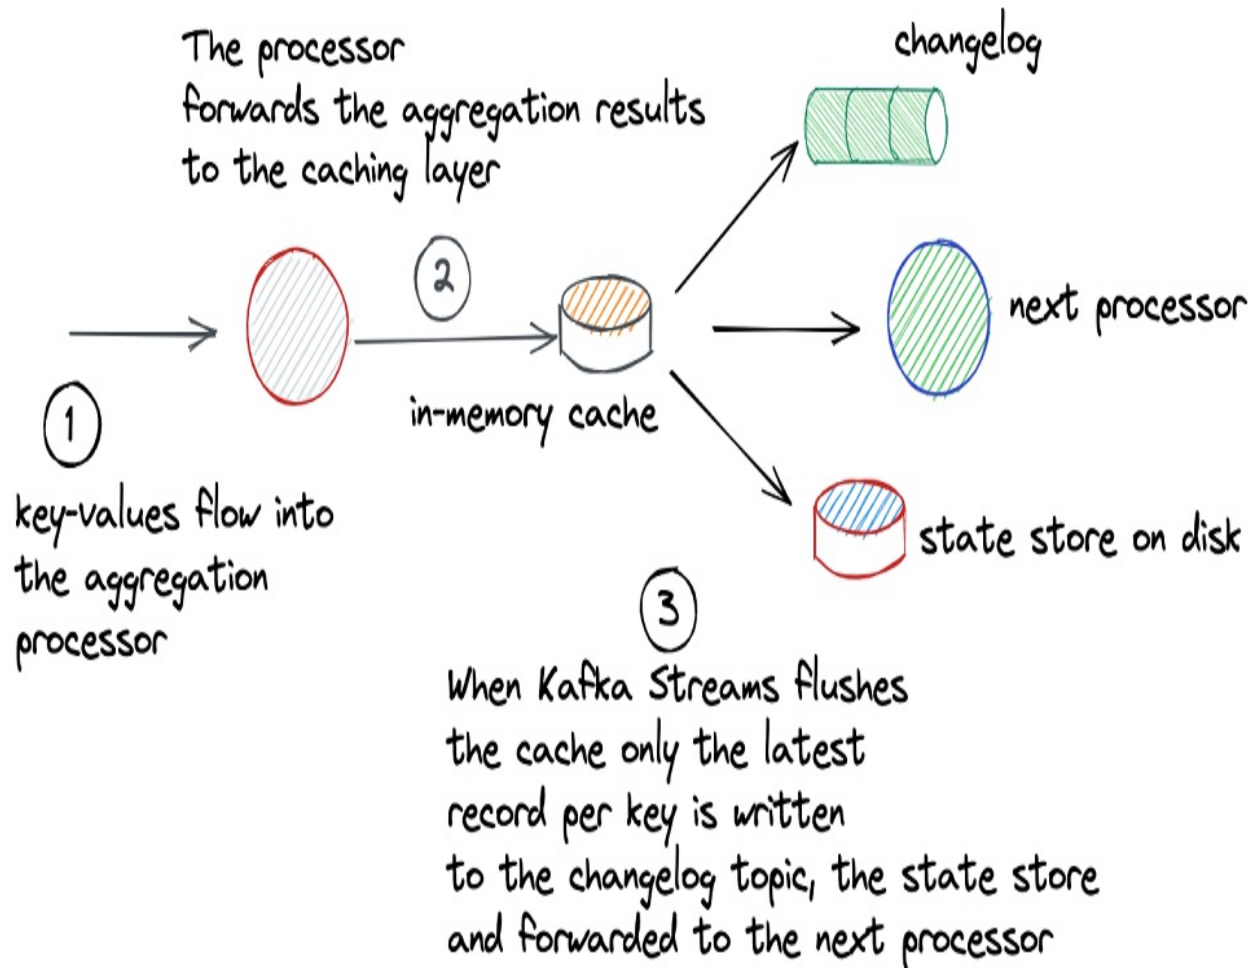 The processor
forwards the aggregation results
to the caching layer
changelog
2
next processor
1
in-memory cache
key-values flow into
the aggregation
processor
state store on disk
3
When Kafka Streams flushes
the cache only the latest
record per key is written
to the changelog topic, the state store
and forwarded to the next processor